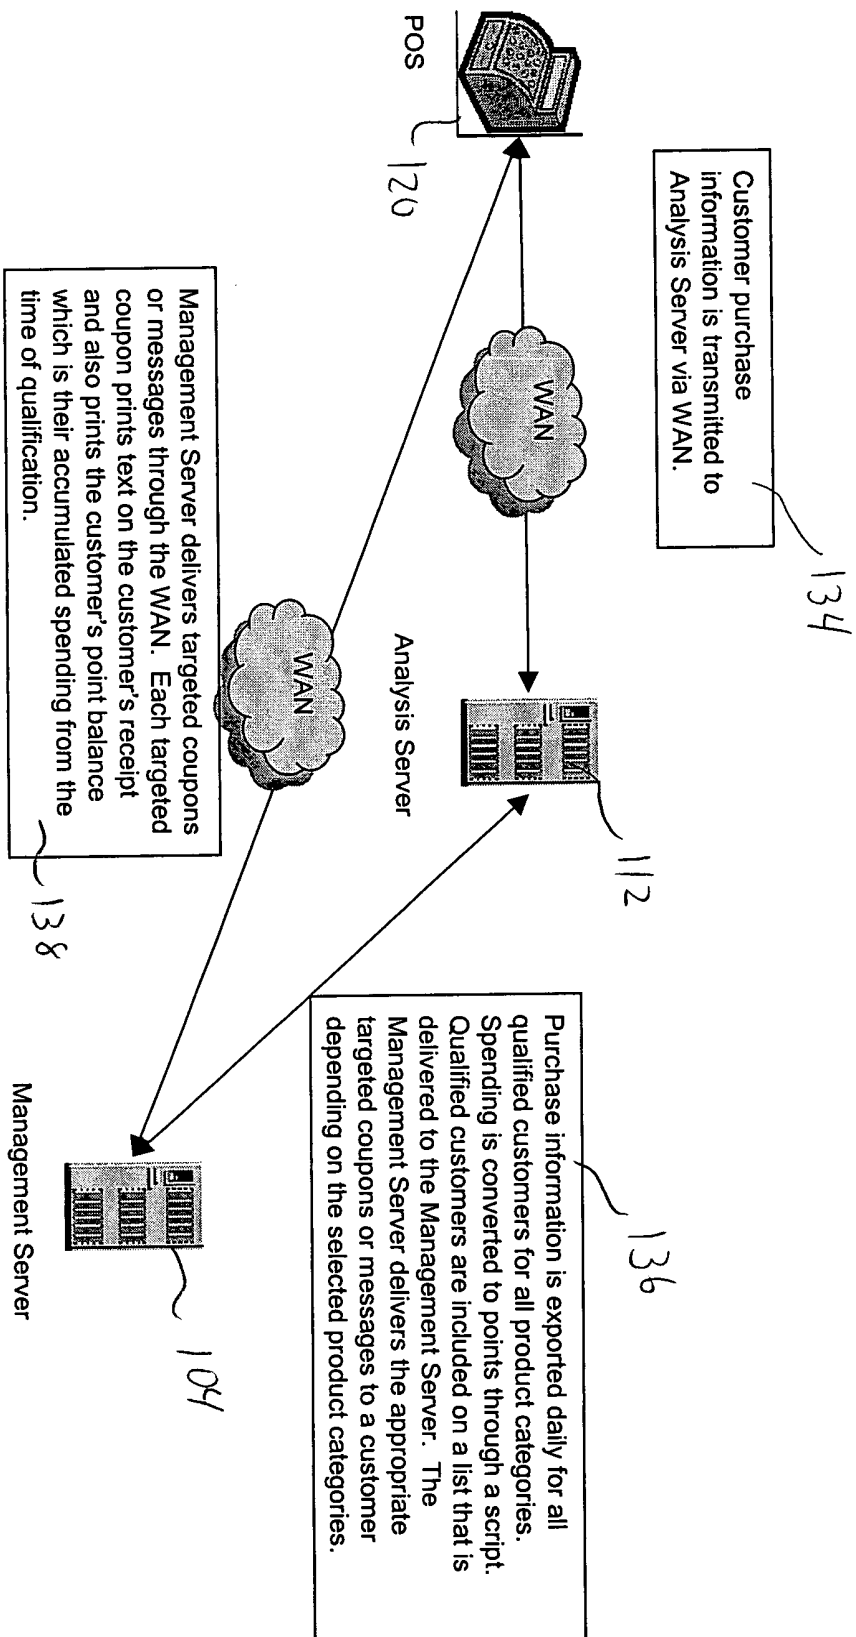 Customer purchase
information is transmitted to
Analysis Server via WAN.
134
POS
120
WAN
Analysis Server
112
Purchase information is exported daily for all
qualified customers for all product categories.
Spending is converted to points through a script.
Qualified customers are included on a list that is
delivered to the Management Server. The
Management Server delivers the appropriate
targeted coupons or messages to a customer
depending on the selected product categories.
136
WAN
Management Server delivers targeted coupons
or messages through the WAN. Each targeted
coupon prints text on the customer's receipt
and also prints the customer's point balance
which is their accumulated spending from the
time of qualification.
138
Management Server
104